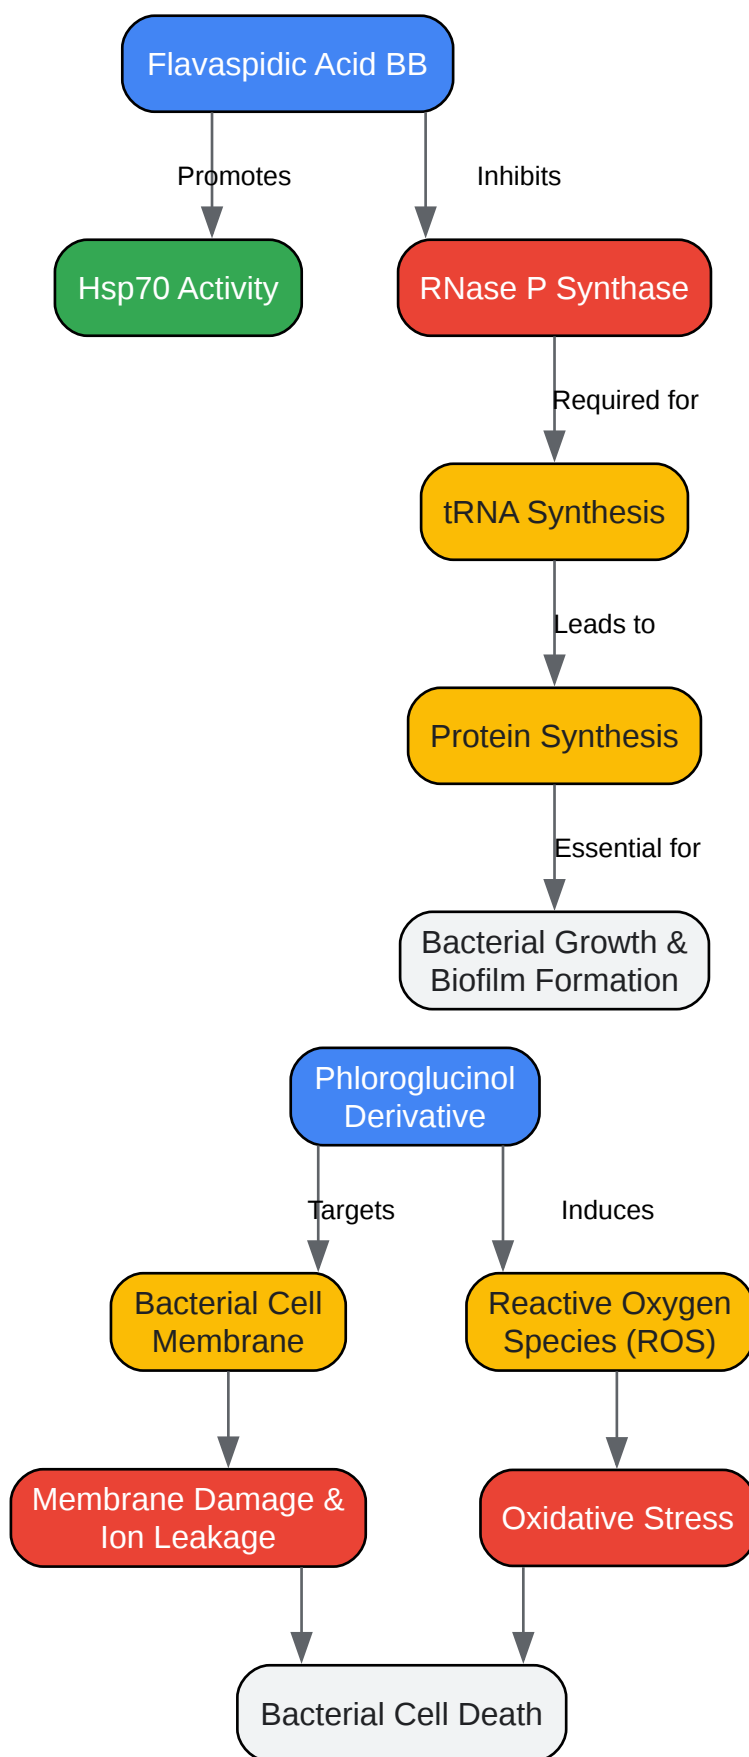 Flavaspidic Acid BB
Promotes
Inhibits
Hsp70 Activity
RNase P Synthase
Required for
tRNA Synthesis
Leads to
Protein Synthesis
Essential for
Bacterial Growth &
Biofilm Formation
Phloroglucinol
Derivative
Targets
Induces
Bacterial Cell
Membrane
Reactive Oxygen
Species (ROS)
Membrane Damage &
Ion Leakage
Oxidative Stress
Bacterial Cell Death